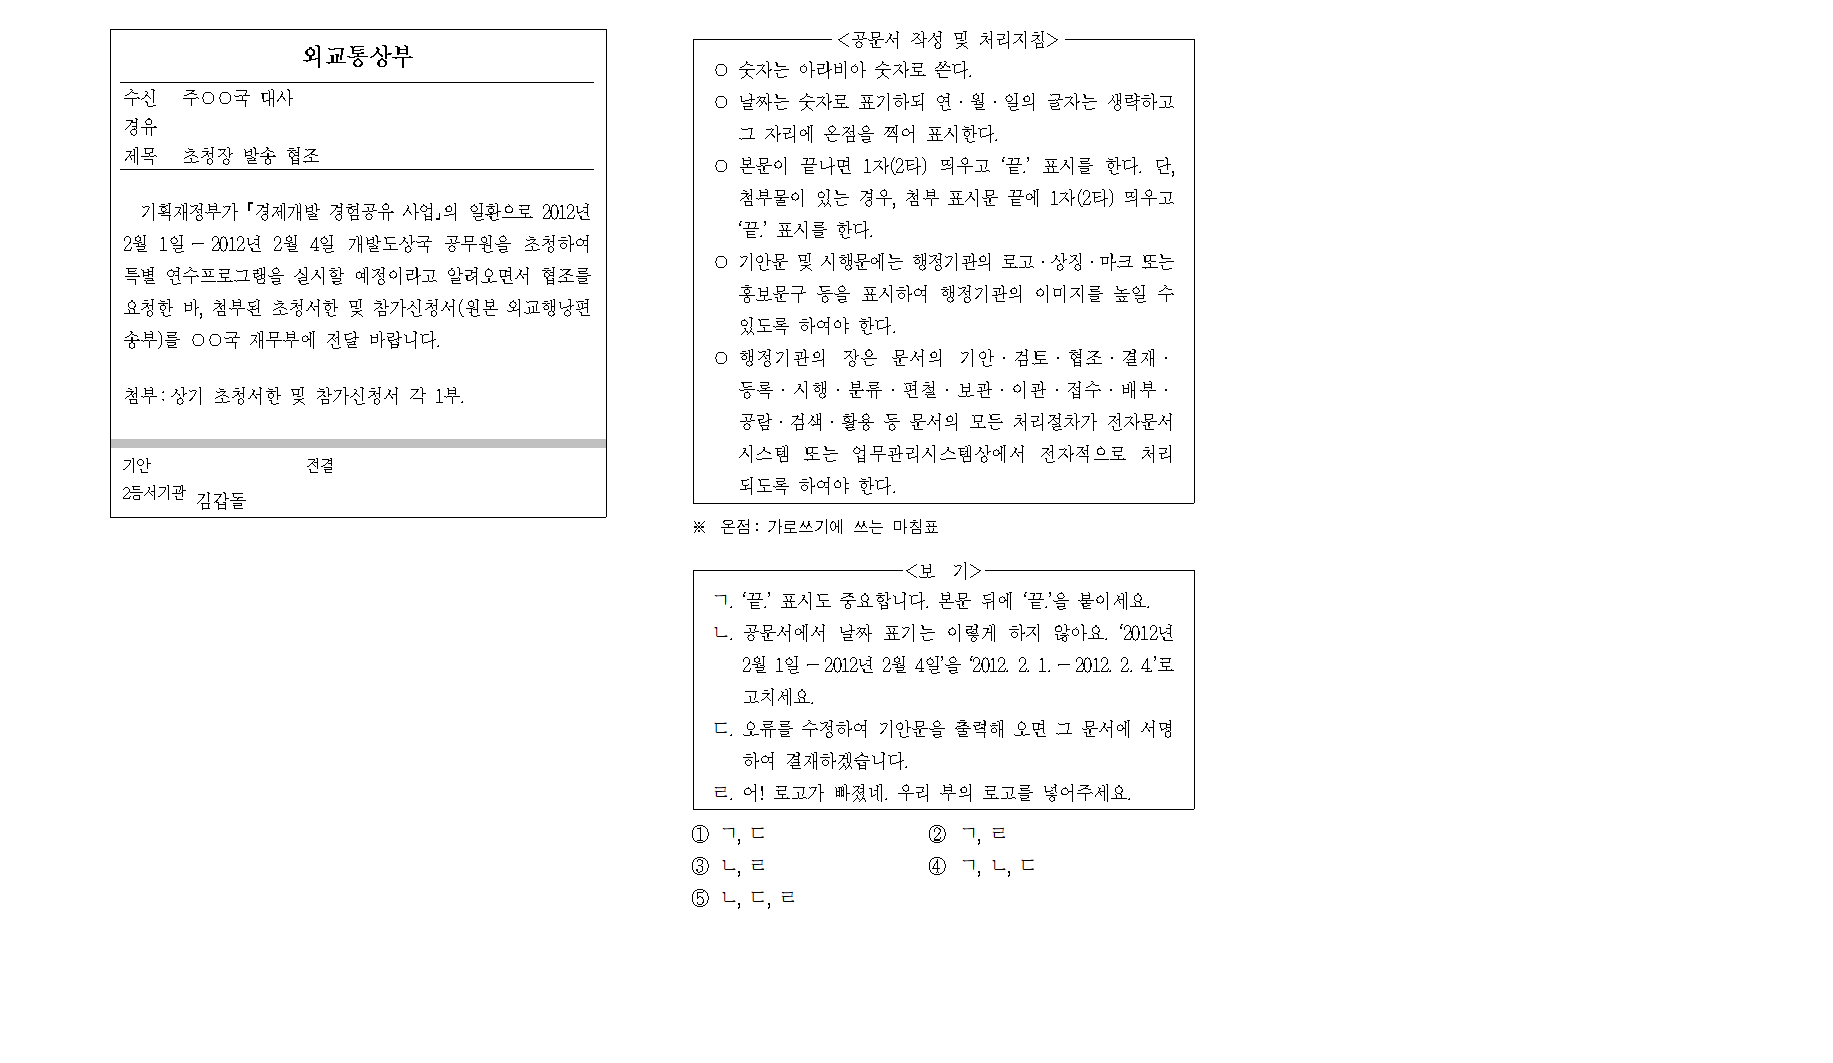 외교통상부
수신 주○○국 대사
경유
제목 초청장 발송 협조
기획재정부가 『경제개발 경험공유 사업』의 일환으로 2012년
2월 1일 - 2012년 2월 4일 개발도상국 공무원을 초청하여
특별 연수프로그램을 실시할 예정이라고 알려오면서 협조를
요청한 바, 첨부된 초청서한 및 참가신청서(원본 외교행낭편
송부)를 ○○국 재무부에 전달 바랍니다.
첨부 : 상기 초청서한 및 참가신청서 각 1부.
기안 전결
2등서기관 김갑돌
<공문서 작성 및 처리지침>
○ 숫자는 아라비아 숫자로 쓴다.
○ 날짜는 숫자로 표기하되 연·월·일의 글자는 생략하고
그 자리에 온점을 찍어 표시한다.
○ 본문이 끝나면 1자(2타) 띄우고 ‘끝.’ 표시를 한다. 단,
첨부물이 있는 경우, 첨부 표시문 끝에 1자(2타) 띄우고
‘끝.’ 표시를 한다.
○ 기안문 및 시행문에는 행정기관의 로고·상징·마크 또는
홍보문구 등을 표시하여 행정기관의 이미지를 높일 수
있도록 하여야 한다.
○ 행정기관의 장은 문서의 기안·검토·협조·결재·
등록·시행·분류·편철·보관·이관·접수·배부·
공람·검색·활용 등 문서의 모든 처리절차가 전자문서
시스템 또는 업무관리시스템상에서 전자적으로 처리
되도록 하여야 한다.
※ 온점 : 가로쓰기에 쓰는 마침표
<보 기>
ㄱ. ‘끝.’ 표시도 중요합니다. 본문 뒤에 ‘끝.’을 붙이세요.
ㄴ. 공문서에서 날짜 표기는 이렇게 하지 않아요. ‘2012년
2월 1일 - 2012년 2월 4일’을 ‘2012. 2. 1. - 2012. 2. 4.’로
고치세요.
ㄷ. 오류를 수정하여 기안문을 출력해 오면 그 문서에 서명
하여 결재하겠습니다.
ㄹ. 어! 로고가 빠졌네. 우리 부의 로고를 넣어주세요.
① ㄱ, ㄷ ② ㄱ, ㄹ
③ ㄴ, ㄹ ④ ㄱ, ㄴ, ㄷ
⑤ ㄴ, ㄷ, ㄹ